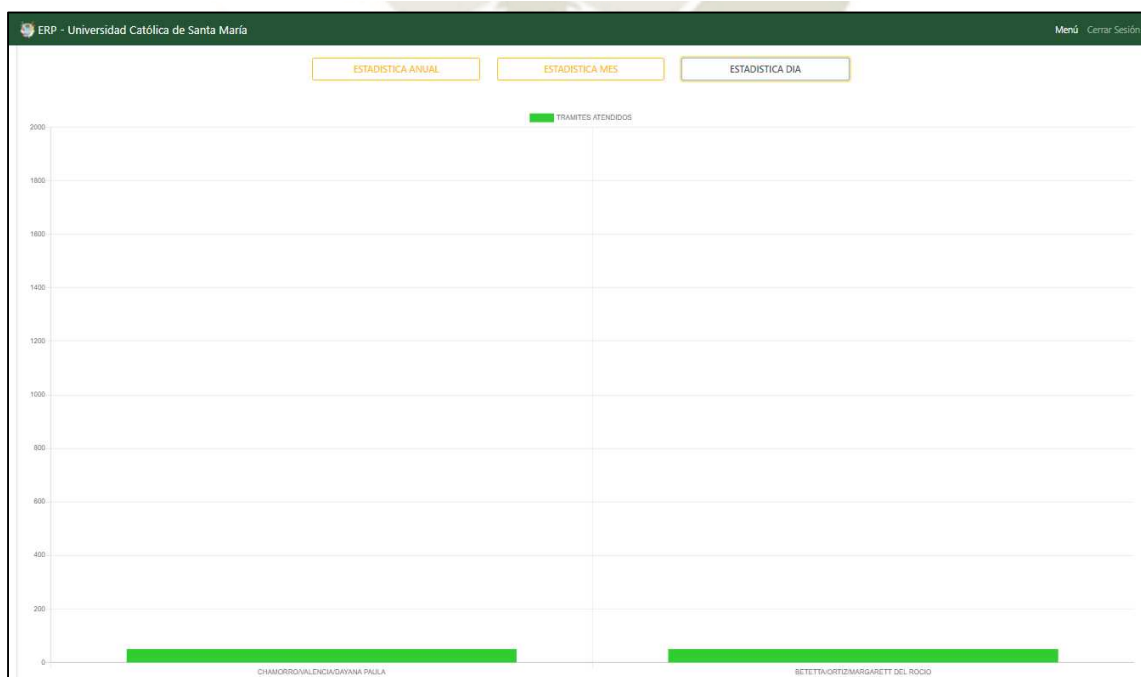 ERP - Universidad Católica de Santa María
Menú Cerrar Sesión
ESTADISTICA ANUAL ESTADISTICA MES ESTADISTICA DIA
TRAMITES ATENDIDOS
2000
1800
1600
1400
1200
1000
800
600
400
200
0
CHAMORRO/VALENCIA/DAYANA PAULA BETETTA/ORTIZ/MARGARETT DEL ROCIO